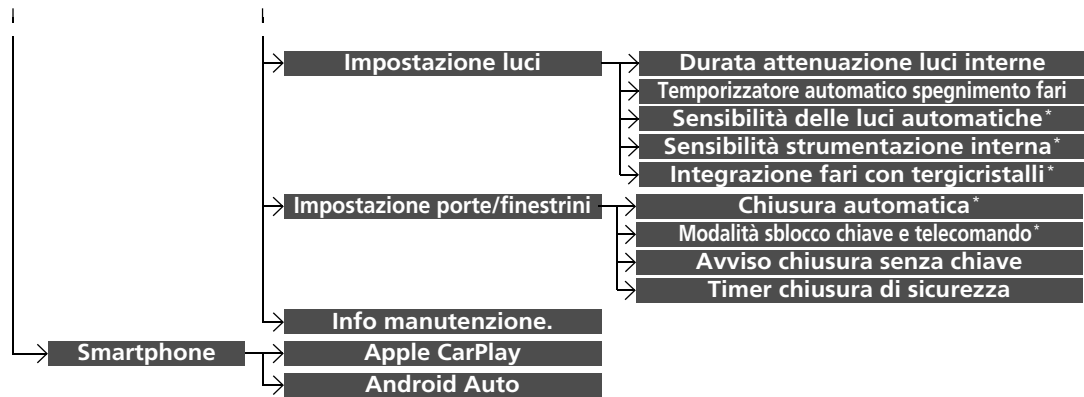 Impostazione luci
Durata attenuazione luci interne
Temporizzatore automatico spegnimento fari
Sensibilità delle luci automatiche*
Sensibilità strumentazione interna*
Integrazione fari con tergicristalli*
Impostazione porte/finestrini
Chiusura automatica*
Modalità sblocco chiave e telecomando*
Avviso chiusura senza chiave
Timer chiusura di sicurezza
Info manutenzione.
Smartphone
Apple CarPlay
Android Auto